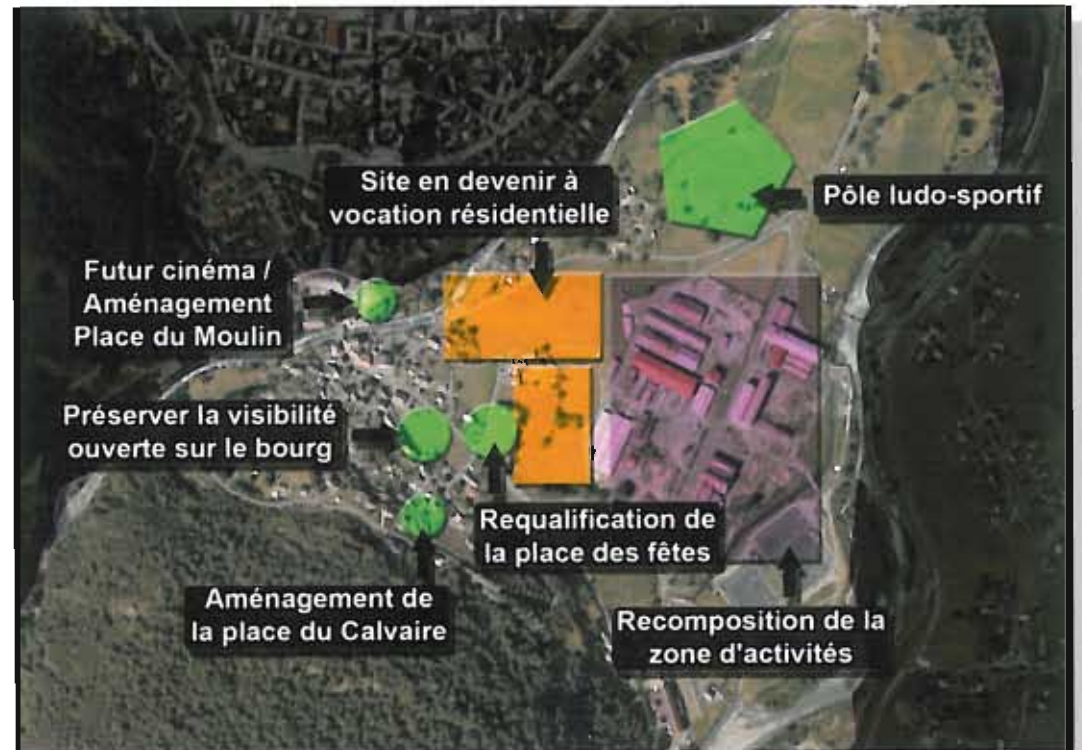 Site en devenir à
vocation résidentielle
Pôle ludo-sportif
Futur cinéma /
Aménagement
Place du Moulin
Préserver la visibilité
ouverte sur le bourg
Requalification de
la place des fêtes
Aménagement de
la place du Calvaire
Recomposition de la
zone d'activités